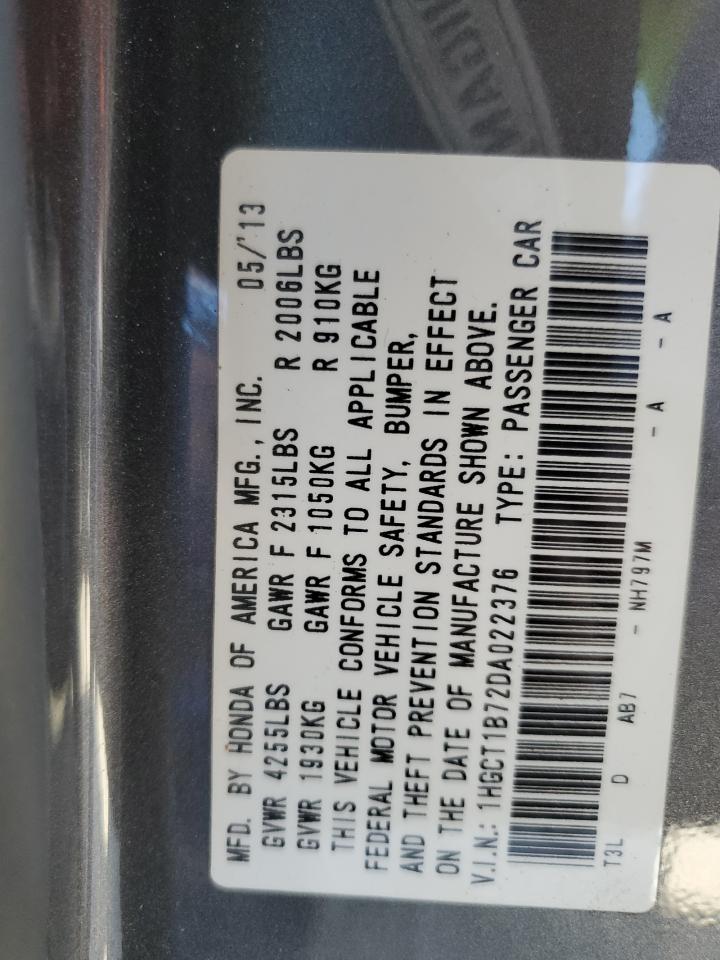 MFD. BY HONDA OF AMERICA MFG., INC. 05/'13
GVWR 4255LBS GAWR F 2315LBS R 2006LBS
GVWR 1930KG GAWR F 1050KG R 910KG
THIS VEHICLE CONFORMS TO ALL APPLICABLE
FEDERAL MOTOR VEHICLE SAFETY, BUMPER,
AND THEFT PREVENTION STANDARDS IN EFFECT
ON THE DATE OF MANUFACTURE SHOWN ABOVE.
V.I.N.: 1HGCT1B72DA022376 TYPE: PASSENGER CAR
T3L D AB7 - NH797M - A - A